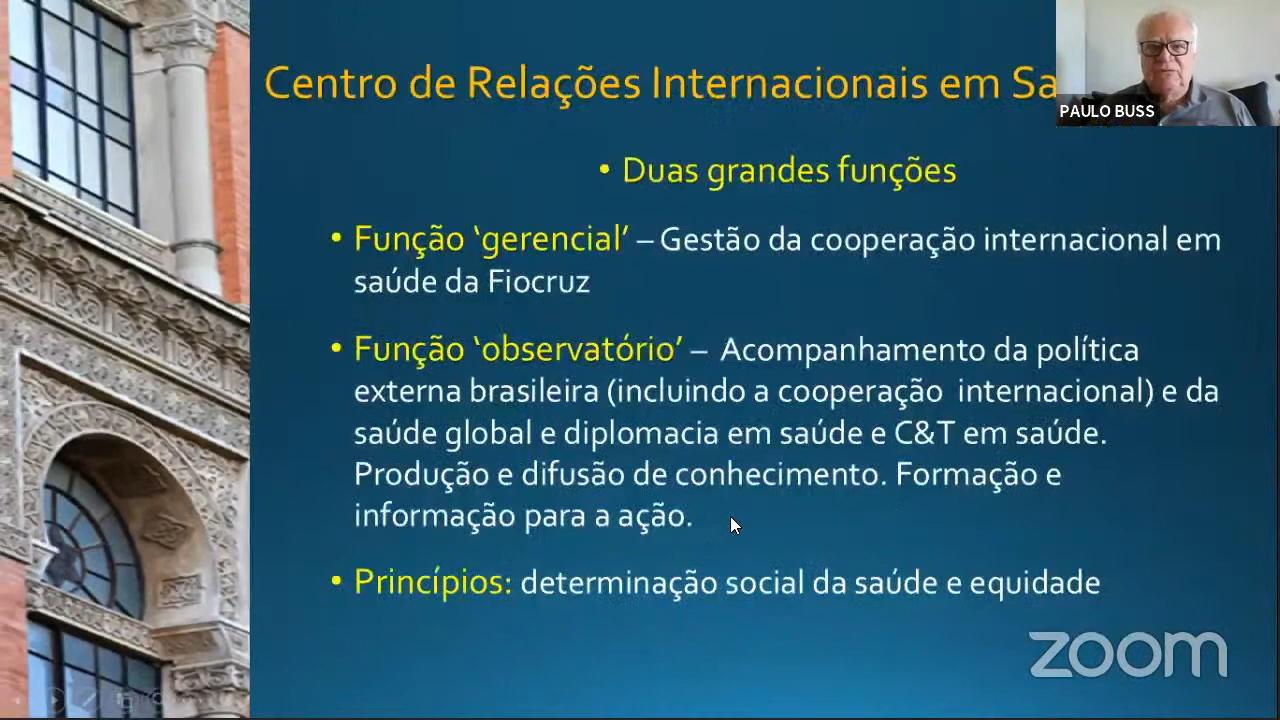 Centro de Relações Internacionais em Sa
PAULO BUSS
• Duas grandes funções
• Função ‘gerencial’ – Gestão da cooperação internacional em
saúde da Fiocruz
• Função ‘observatório’ – Acompanhamento da política
externa brasileira (incluindo a cooperação internacional) e da
saúde global e diplomacia em saúde e C&T em saúde.
Produção e difusão de conhecimento. Formação e
informação para a ação.
• Princípios: determinação social da saúde e equidade
zoom